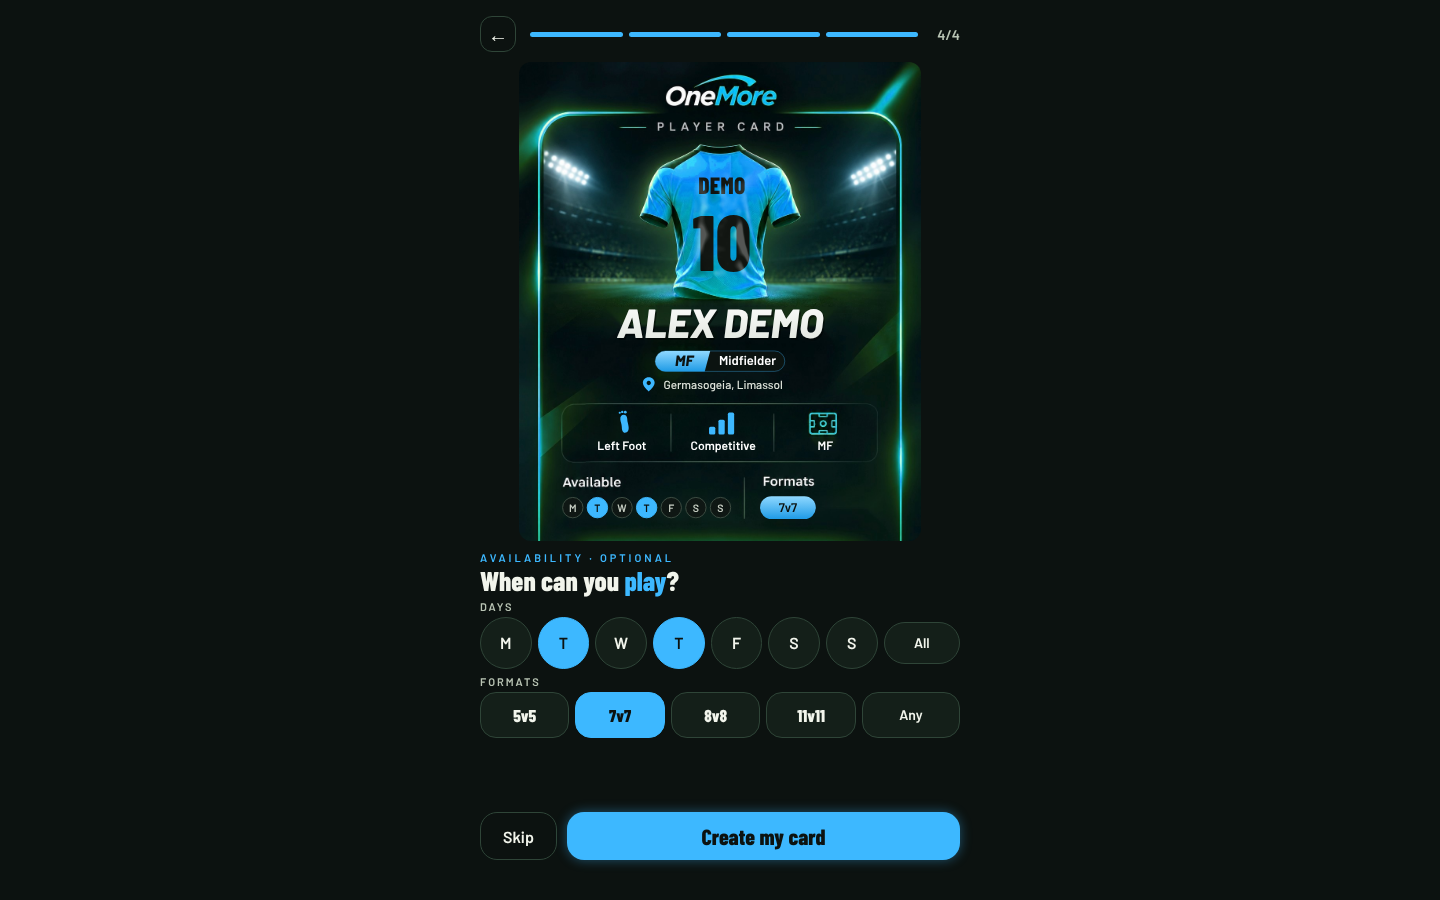 ← 4/4
OneMore
PLAYER CARD
DEMO
10
ALEX DEMO
MF Midfielder
Germasogeia, Limassol
Left Foot Competitive MF
Available Formats
M T W T F S S 7v7
AVAILABILITY · OPTIONAL
When can you play?
DAYS
M T W T F S S All
FORMATS
5v5 7v7 8v8 11v11 Any
Skip Create my card